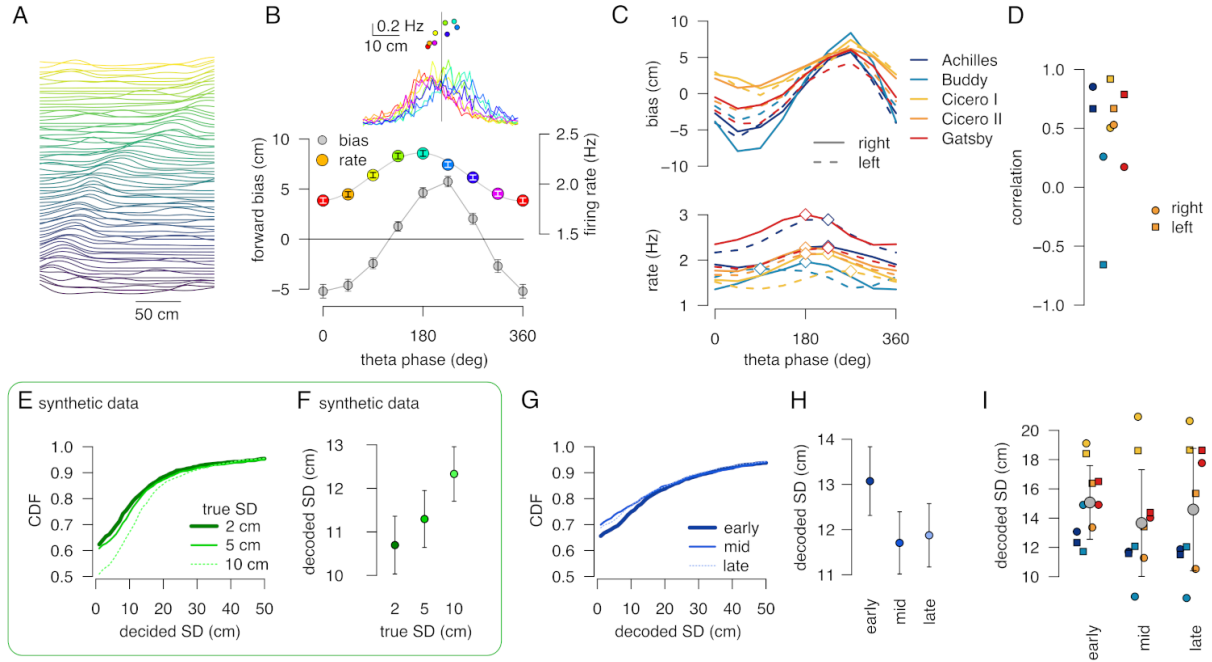 A
50 cm
B
0.2 Hz
10 cm
bias
rate
10
5
0
−5
forward bias (cm)
2.5
2.0
1.5
firing rate (Hz)
0
180
360
theta phase (deg)
C
10
5
0
−5
−10
bias (cm)
Achilles
Buddy
Cicero I
Cicero II
Gatsby
right
left
3
2
1
rate (Hz)
0
180
360
theta phase (deg)
D
1.0
0.5
0.0
−0.5
−1.0
correlation
right
left
E synthetic data
1.0
0.9
0.8
0.7
0.6
0.5
CDF
true SD
2 cm
5 cm
10 cm
0 10 20 30 40 50
decided SD (cm)
F synthetic data
13
12
11
10
decoded SD (cm)
2 5 10
true SD (cm)
G
1.0
0.9
0.8
0.7
0.6
0.5
CDF
early
mid
late
0 10 20 30 40 50
decoded SD (cm)
H
14
13
12
11
decoded SD (cm)
early
mid
late
I
20
18
16
14
12
10
decoded SD (cm)
early
mid
late